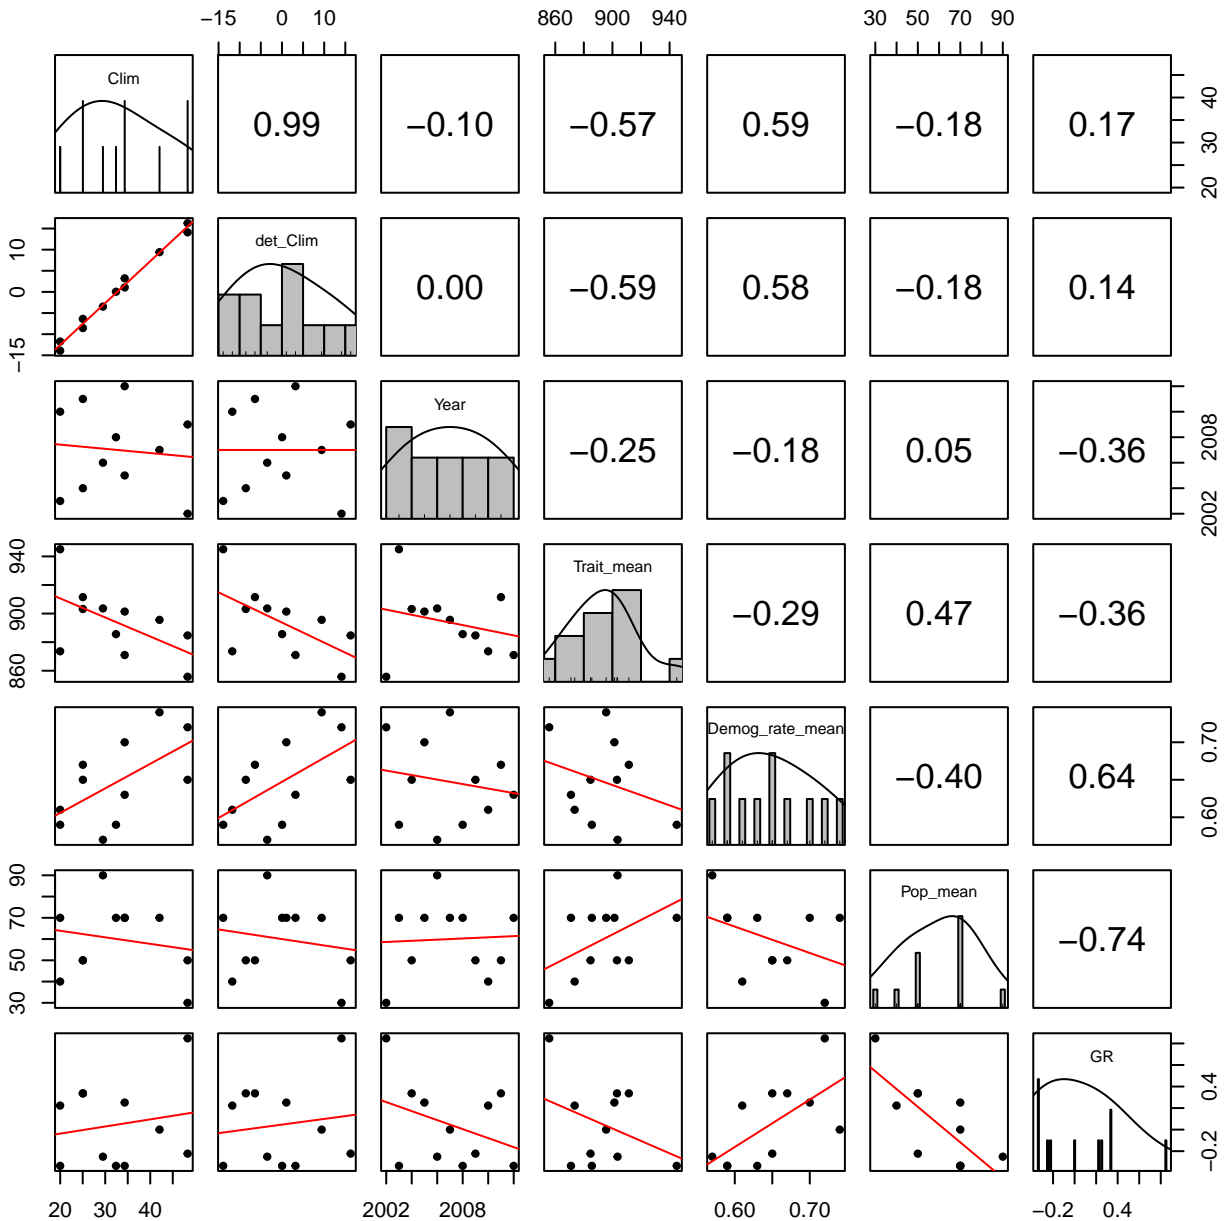 −15 0 10 860 900 940 30 50 70 90
Clim 0.99 −0.10 −0.57 0.59 −0.18 0.17 20 30 40
−15 0 10 det_Clim 0.00 −0.59 0.58 −0.18 0.14
Year −0.25 −0.18 0.05 −0.36 2002 2008
860 900 940 Trait_mean −0.29 0.47 −0.36
Demog_rate_mean −0.40 0.64 0.60 0.70
30 50 70 90 Pop_mean −0.74
GR −0.2 0.4
20 30 40 2002 2008 0.60 0.70 −0.2 0.4